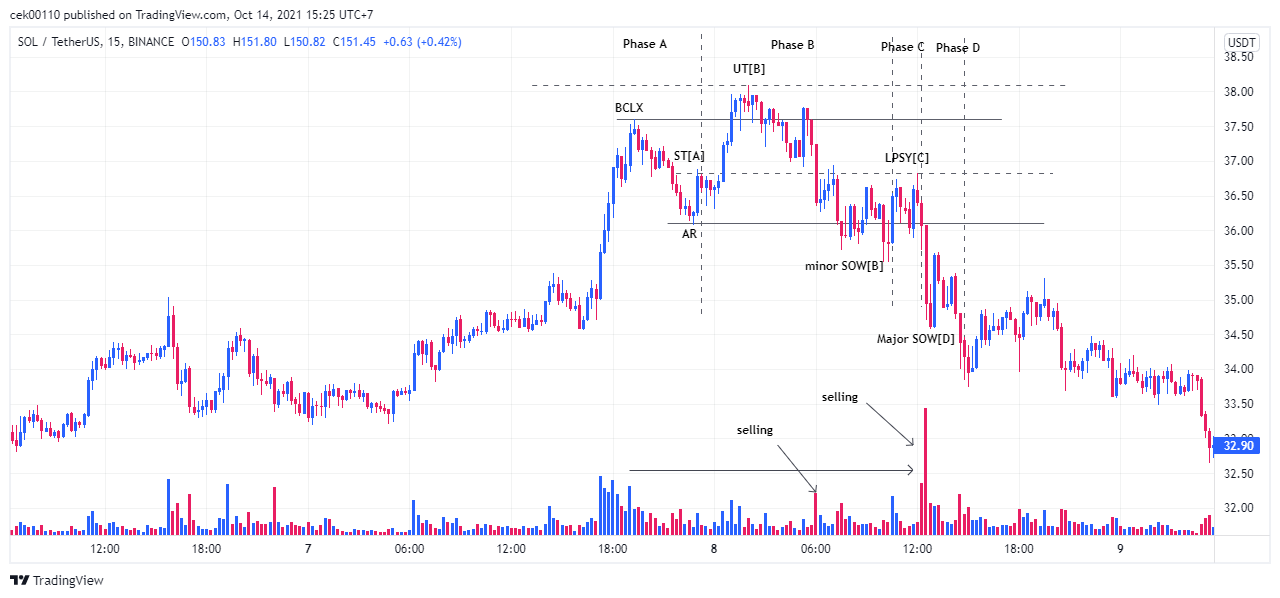 cek00110 published on TradingView.com, Oct 14, 2021 15:25 UTC+7
SOL / TetherUS, 15, BINANCE O150.83 H151.80 L150.82 C151.45 +0.63 (+0.42%)
USDT
Phase A
Phase B
Phase C
Phase D
38.50
UT[B]
38.00
BCLX
37.50
ST[A]
LPSY[C]
37.00
36.50
AR
36.00
minor SOW[B]
35.50
35.00
Major SOW[D]
34.50
34.00
selling
33.50
selling
33.00
32.90
32.50
32.00
12:00 18:00 7 06:00 12:00 18:00 8 06:00 12:00 18:00 9
TradingView